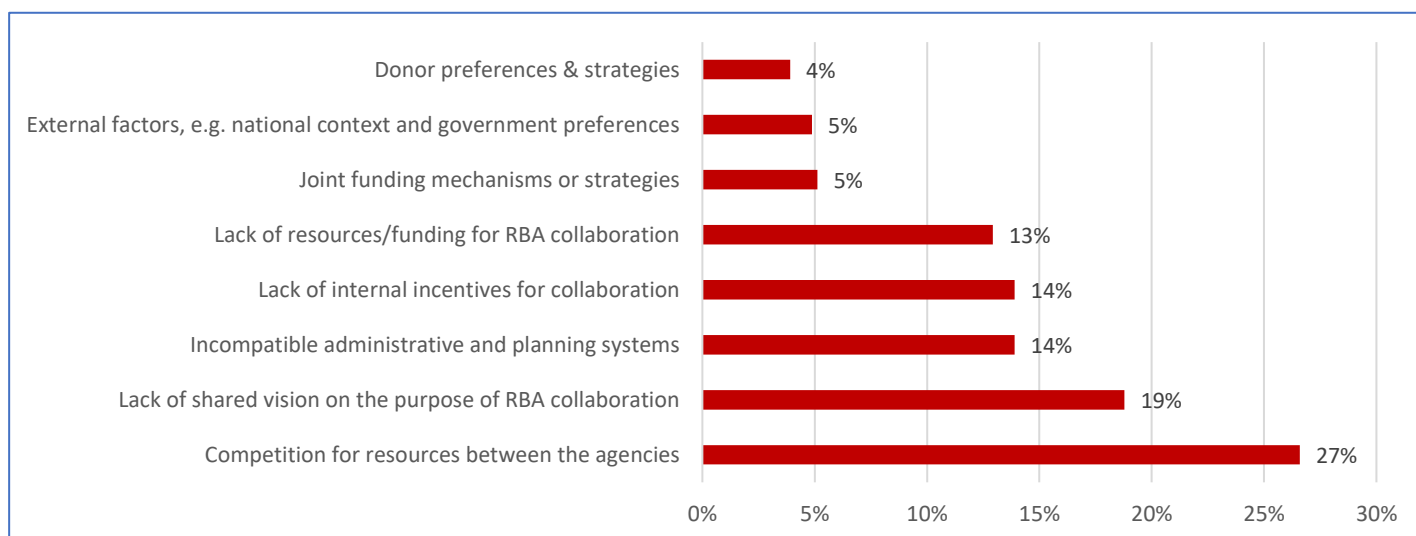 Donor preferences & strategies 4%
External factors, e.g. national context and government preferences 5%
Joint funding mechanisms or strategies 5%
Lack of resources/funding for RBA collaboration 13%
Lack of internal incentives for collaboration 14%
Incompatible administrative and planning systems 14%
Lack of shared vision on the purpose of RBA collaboration 19%
Competition for resources between the agencies 27%
0% 5% 10% 15% 20% 25% 30%